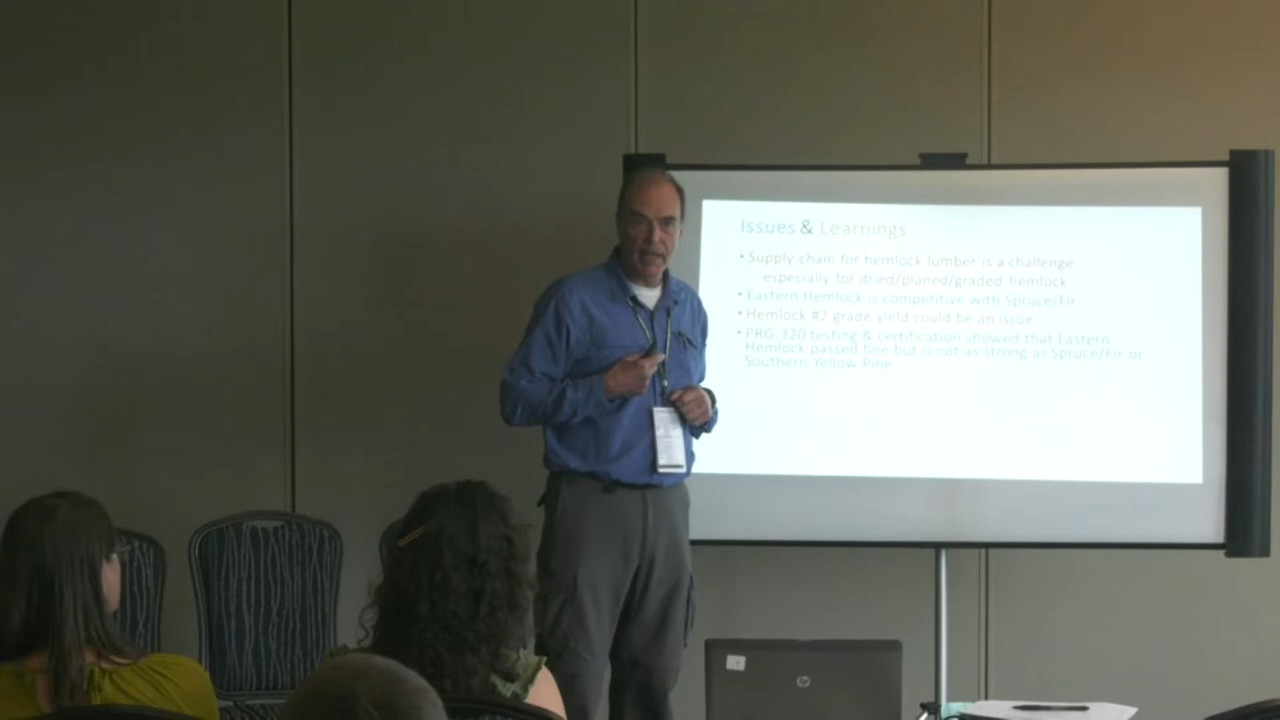 Issues & Learnings
• Supply chain for hemlock lumber is a challenge
- especially for dried/planed/graded hemlock
• Eastern Hemlock is competitive with Spruce/Fir
• Hemlock #2 grade yield could be an issue
• PRG-320 testing & certification showed that Eastern
Hemlock passed fine but is not as strong as Spruce/Fir or
Southern Yellow Pine
hp